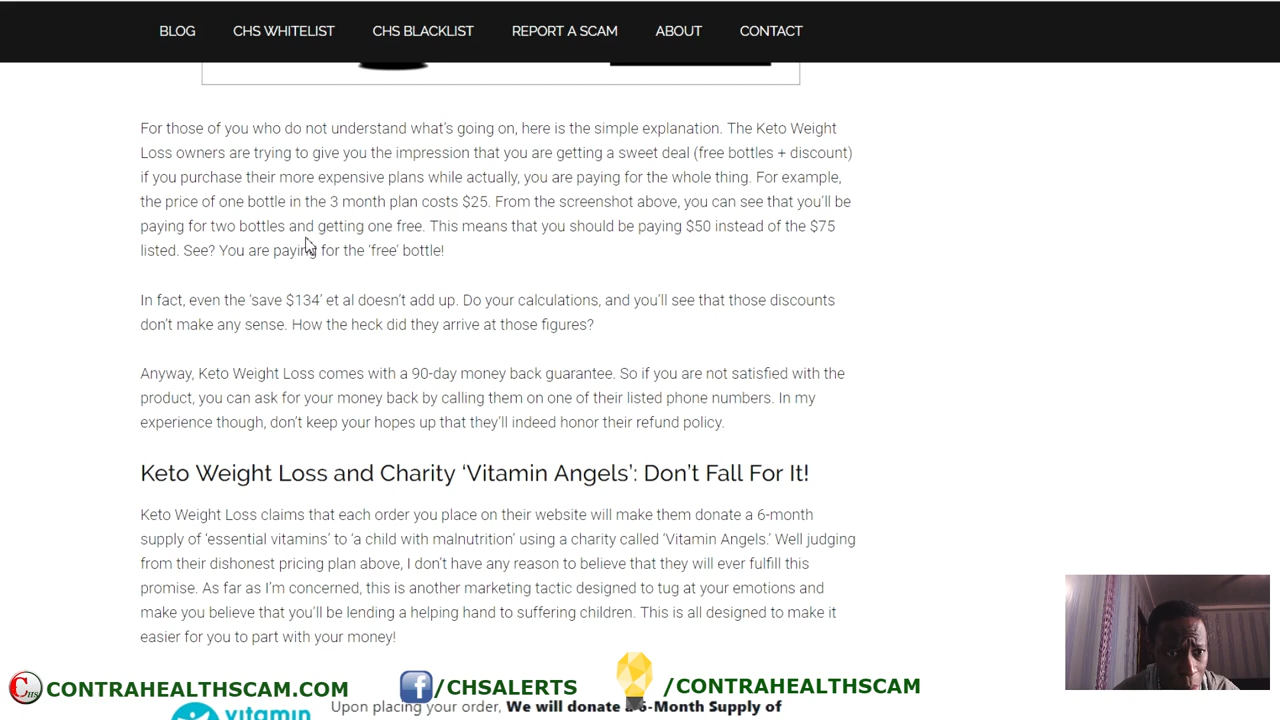 BLOG CHS WHITELIST CHS BLACKLIST REPORT A SCAM ABOUT CONTACT
For those of you who do not understand what's going on, here is the simple explanation. The Keto Weight
Loss owners are trying to give you the impression that you are getting a sweet deal (free bottles + discount)
if you purchase their more expensive plans while actually, you are paying for the whole thing. For example,
the price of one bottle in the 3 month plan costs $25. From the screenshot above, you can see that you'll be
paying for two bottles and getting one free. This means that you should be paying $50 instead of the $75
listed. See? You are paying for the ‘free’ bottle!
In fact, even the ‘save $134’ et al doesn't add up. Do your calculations, and you'll see that those discounts
don't make any sense. How the heck did they arrive at those figures?
Anyway, Keto Weight Loss comes with a 90-day money back guarantee. So if you are not satisfied with the
product, you can ask for your money back by calling them on one of their listed phone numbers. In my
experience though, don't keep your hopes up that they'll indeed honor their refund policy.
Keto Weight Loss and Charity ‘Vitamin Angels’: Don't Fall For It!
Keto Weight Loss claims that each order you place on their website will make them donate a 6-month
supply of ‘essential vitamins’ to ‘a child with malnutrition’ using a charity called ‘Vitamin Angels.’ Well judging
from their dishonest pricing plan above, I don't have any reason to believe that they will ever fulfill this
promise. As far as I'm concerned, this is another marketing tactic designed to tug at your emotions and
make you believe that you'll be lending a helping hand to suffering children. This is all designed to make it
easier for you to part with your money!
CHS CONTRAHEALTHSCAM.COM f/CHSALERTS /CONTRAHEALTHSCAM
vitamin Upon placing your order, We will donate a 6-Month Supply of